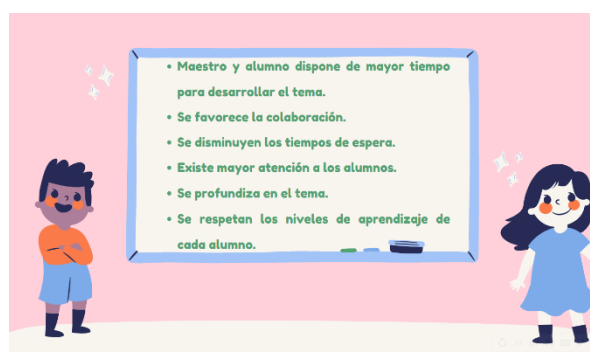 • Maestro y alumno dispone de mayor tiempo
para desarrollar el tema.
• Se favorece la colaboración.
• Se disminuyen los tiempos de espera.
• Existe mayor atención a los alumnos.
• Se profundiza en el tema.
• Se respetan los niveles de aprendizaje de
cada alumno.